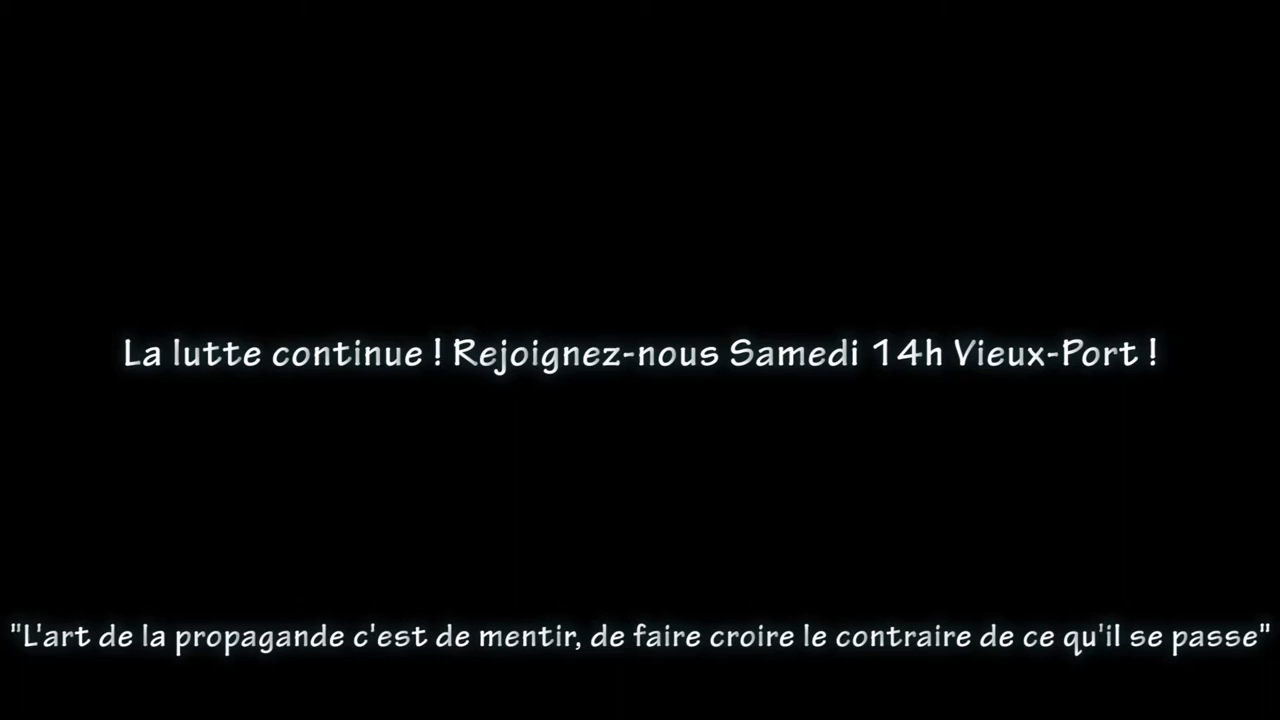 La lutte continue ! Rejoignez-nous Samedi 14h Vieux-Port !
"L'art de la propagande c'est de mentir, de faire croire le contraire de ce qu'il se passe"